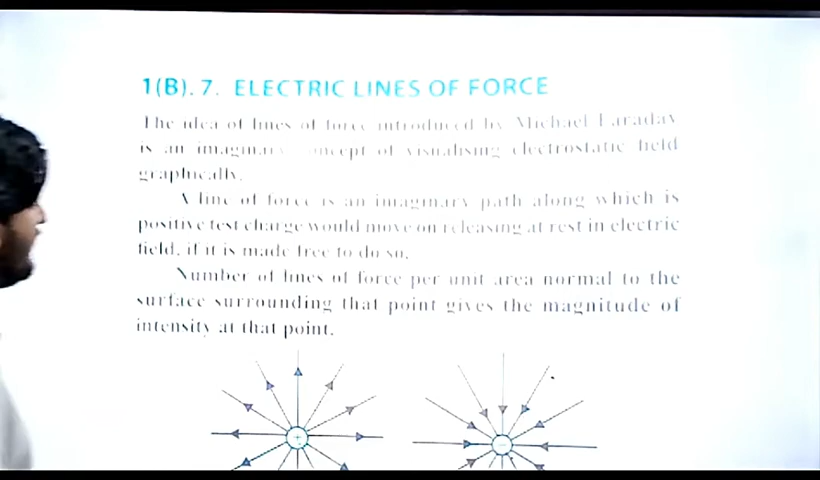 1(B). 7. ELECTRIC LINES OF FORCE
The idea of lines of force introduced by Michael Faraday
is an imaginary concept of visualising electrostatic field
graphically.
A line of force is an imaginary path along which is
positive test charge would move on releasing at rest in electric
field, if it is made free to do so.
Number of lines of force per unit area normal to the
surface surrounding that point gives the magnitude of
intensity at that point.
+
−